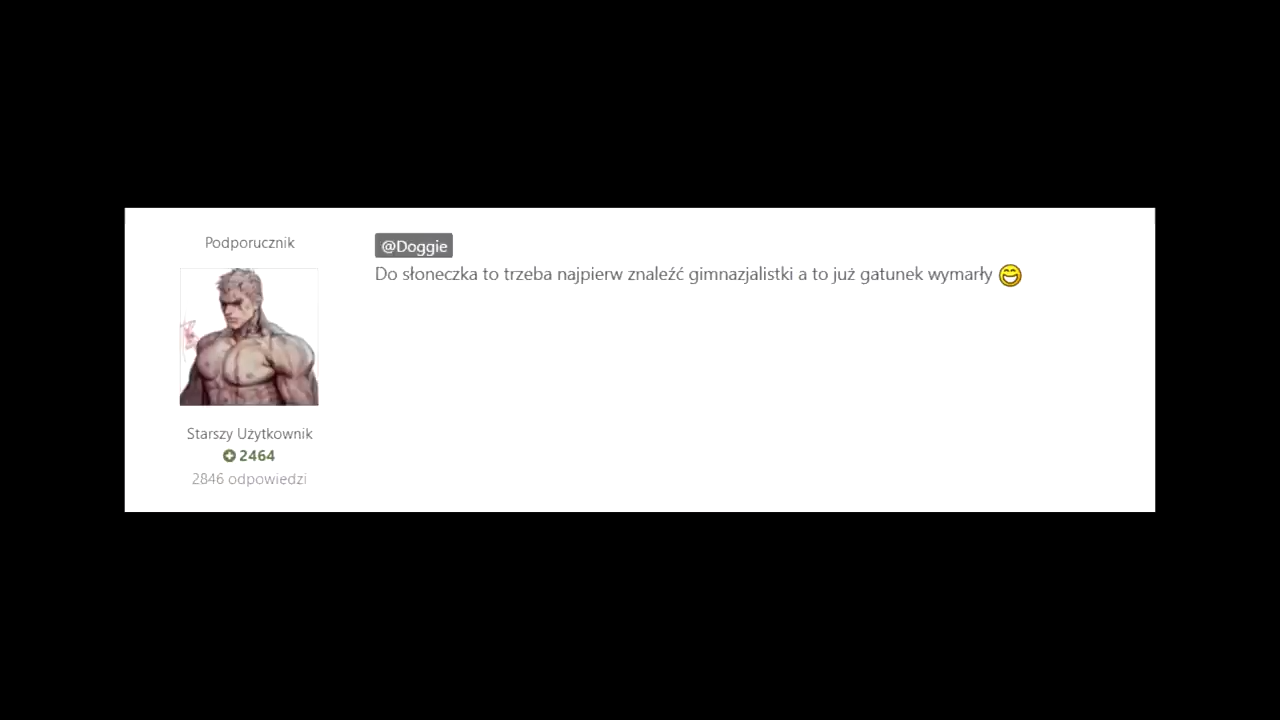 Podporucznik
@Doggie
Do słoneczka to trzeba najpierw znaleźć gimnazjalistki a to już gatunek wymarły
Starszy Użytkownik
2464
2846 odpowiedzi